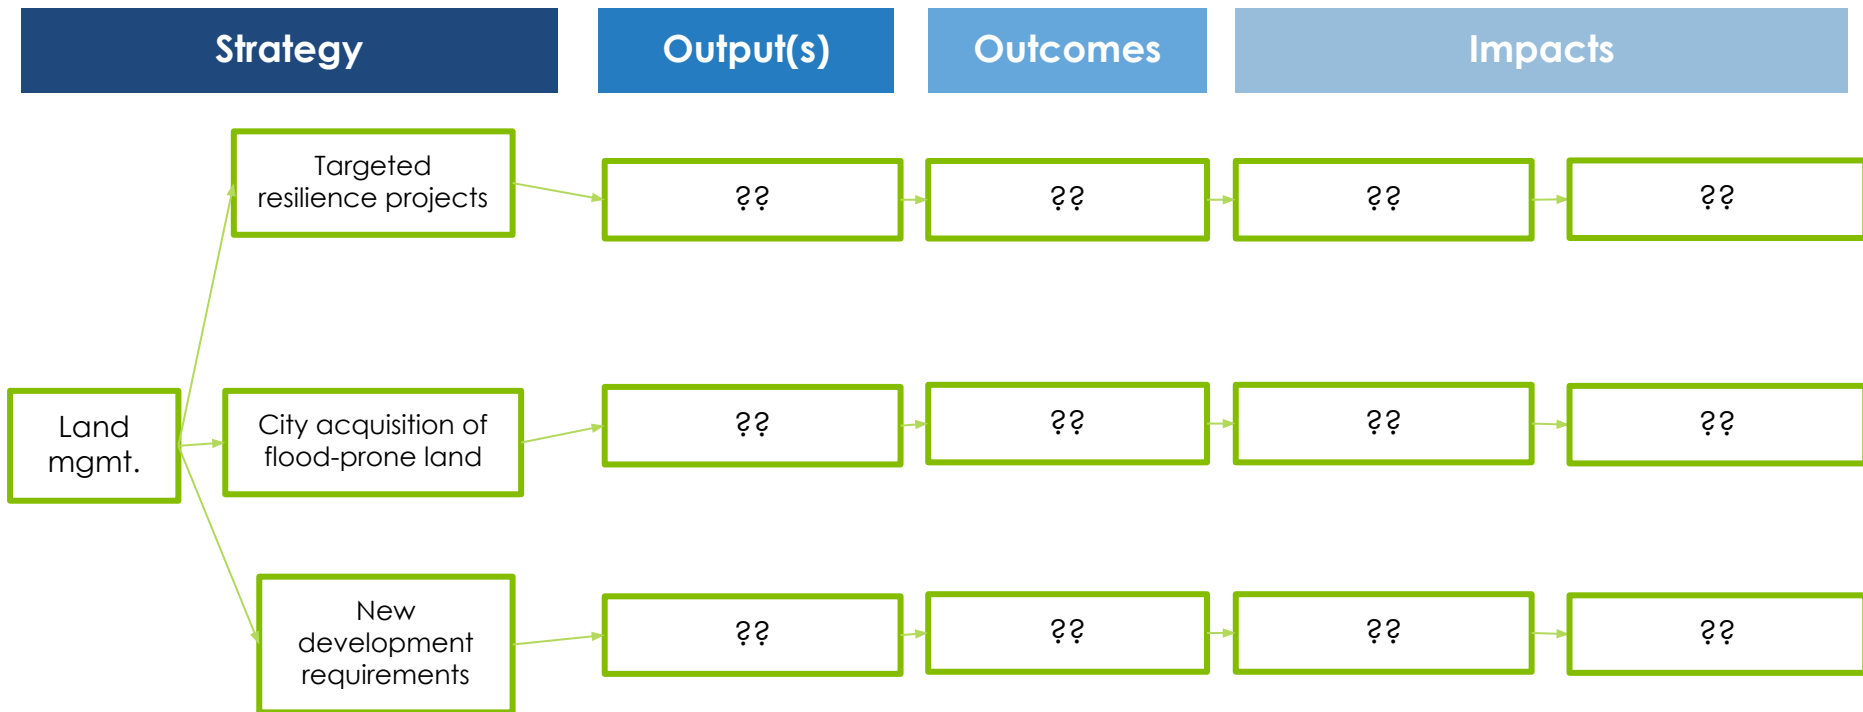 Strategy
Output(s)
Outcomes
Impacts
Targeted
resilience projects
??
??
??
??
Land
mgmt.
City acquisition of
flood-prone land
??
??
??
??
New
development
requirements
??
??
??
??